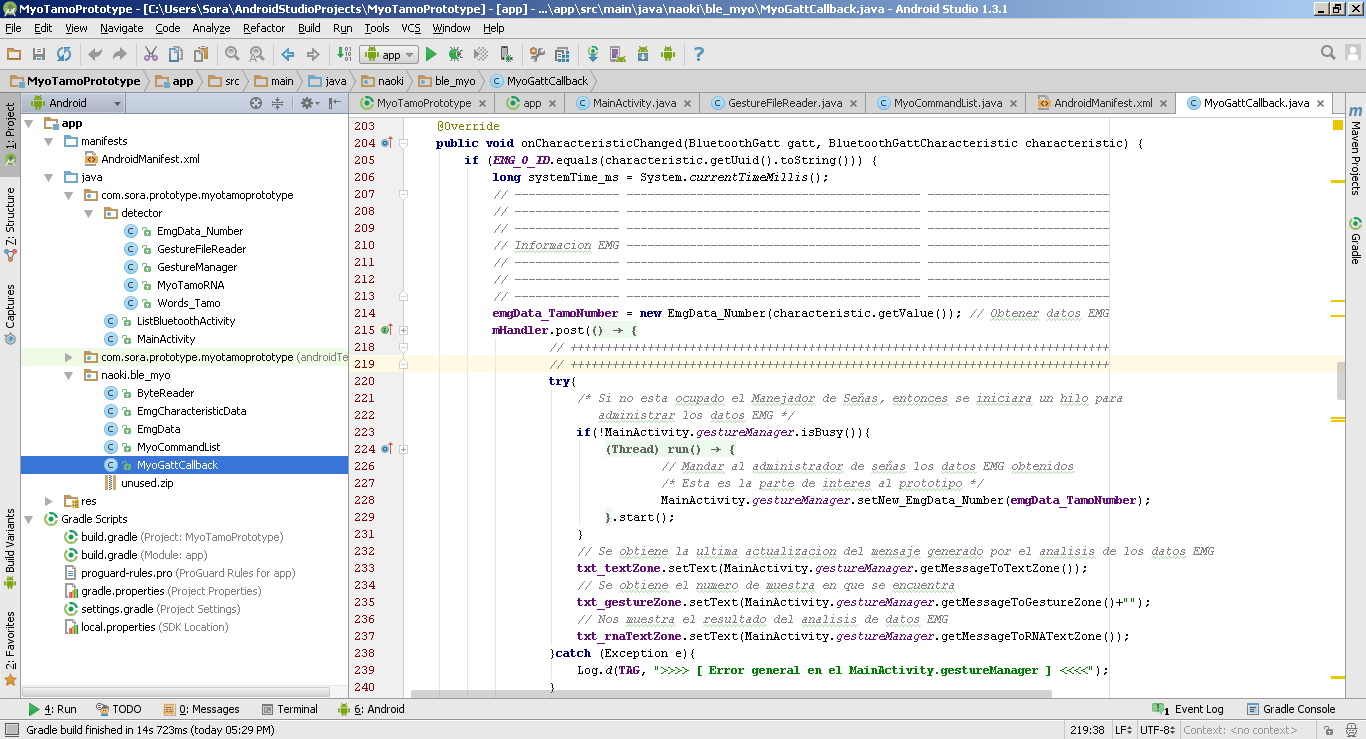 MyoTamoPrototype - [C:\Users\Sora\AndroidStudioProjects\MyoTamoPrototype] - [app] - ...\app\src\main\java\naoki\ble_myo\MyoGattCallback.java - Android Studio 1.3.1
File Edit View Navigate Code Analyze Refactor Build Run Tools VCS Window Help
app
MyoTamoPrototype app src main java naoki ble_myo MyoGattCallback
Android
MyoTamoPrototype app MainActivity.java GestureFileReader.java MyoCommandList.java AndroidManifest.xml MyoGattCallback.java
1: Project
Z: Structure
Captures
Build Variants
2: Favorites
app
manifests
AndroidManifest.xml
java
com.sora.prototype.myotamoprototype
detector
EmgData_Number
GestureFileReader
GestureManager
MyoTamoRNA
Words_Tamo
ListBluetoothActivity
MainActivity
com.sora.prototype.myotamoprototype (androidTe
naoki.ble_myo
ByteReader
EmgCharacteristicData
EmgData
MyoCommandList
MyoGattCallback
unused.zip
res
Gradle Scripts
build.gradle (Project: MyoTamoPrototype)
build.gradle (Module: app)
proguard-rules.pro (ProGuard Rules for app)
gradle.properties (Project Properties)
settings.gradle (Project Settings)
local.properties (SDK Location)
203 @Override
204 public void onCharacteristicChanged(BluetoothGatt gatt, BluetoothGattCharacteristic characteristic) {
205 if (EMG_0_ID.equals(characteristic.getUuid().toString())) {
206 long systemTime_ms = System.currentTimeMillis();
207 // --------------- ------------------------------------------ --------------------------
208 // --------------- ------------------------------------------ --------------------------
209 // --------------- ------------------------------------------ --------------------------
210 // Informacion EMG ------------------------------------------ --------------------------
211 // --------------- ------------------------------------------ --------------------------
212 // --------------- ------------------------------------------ --------------------------
213 // --------------- ------------------------------------------ --------------------------
214 emgData_TamoNumber = new EmgData_Number(characteristic.getValue()); // Obtener datos EMG
215 mHandler.post(() → {
218 // +++++++++++++++++++++++++++++++++++++++++++++++++++++++++++++++++++++++++++++
219 // +++++++++++++++++++++++++++++++++++++++++++++++++++++++++++++++++++++++++++++
220 try{
221 /* Si no esta ocupado el Manejador de Señas, entonces se iniciara un hilo para
222 administrar los datos EMG */
223 if(!MainActivity.gestureManager.isBusy()){
224 (Thread) run() → {
226 // Mandar al administrador de señas los datos EMG obtenidos
227 /* Esta es la parte de interes al prototipo */
228 MainActivity.gestureManager.setNew_EmgData_Number(emgData_TamoNumber);
229 }.start();
231 }
232 // Se obtiene la ultima actualizacion del mensaje generado por el analisis de los datos EMG
233 txt_textZone.setText(MainActivity.gestureManager.getMessageToTextZone());
234 // Se obtiene el numero de muestra en que se encuentra
235 txt_gestureZone.setText(MainActivity.gestureManager.getMessageToGestureZone()+"");
236 // Nos muestra el resultado del analisis de datos EMG
237 txt_rnaTextZone.setText(MainActivity.gestureManager.getMessageToRNATextZone());
238 }catch (Exception e){
239 Log.d(TAG, ">>>> [ Error general en el MainActivity.gestureManager ] <<<<");
240 }
Maven Projects
Gradle
4: Run TODO 0: Messages Terminal 6: Android 1 Event Log Gradle Console
Gradle build finished in 14s 723ms (today 05:29 PM) 219:38 LF UTF-8 Context: <no context>